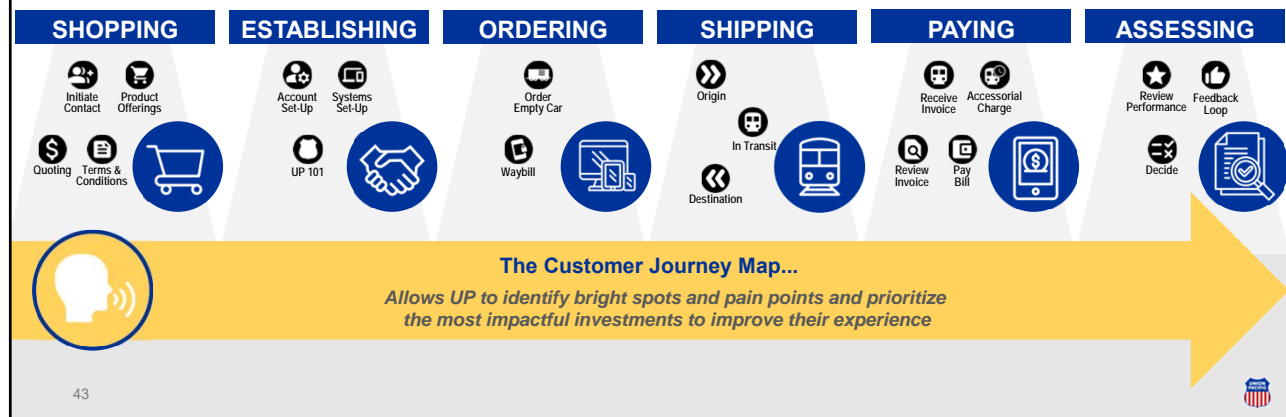 SHOPPING
Initiate
Contact
Product
Offerings
Quoting
Terms &
Conditions
ESTABLISHING
Account
Set-Up
Systems
Set-Up
UP 101
ORDERING
Order
Empty Car
Waybill
SHIPPING
Origin
In Transit
Destination
PAYING
Receive
Invoice
Accessorial
Charge
Review
Invoice
Pay
Bill
ASSESSING
Review
Performance
Feedback
Loop
Decide
The Customer Journey Map...
Allows UP to identify bright spots and pain points and prioritize
the most impactful investments to improve their experience
43
UNION
PACIFIC